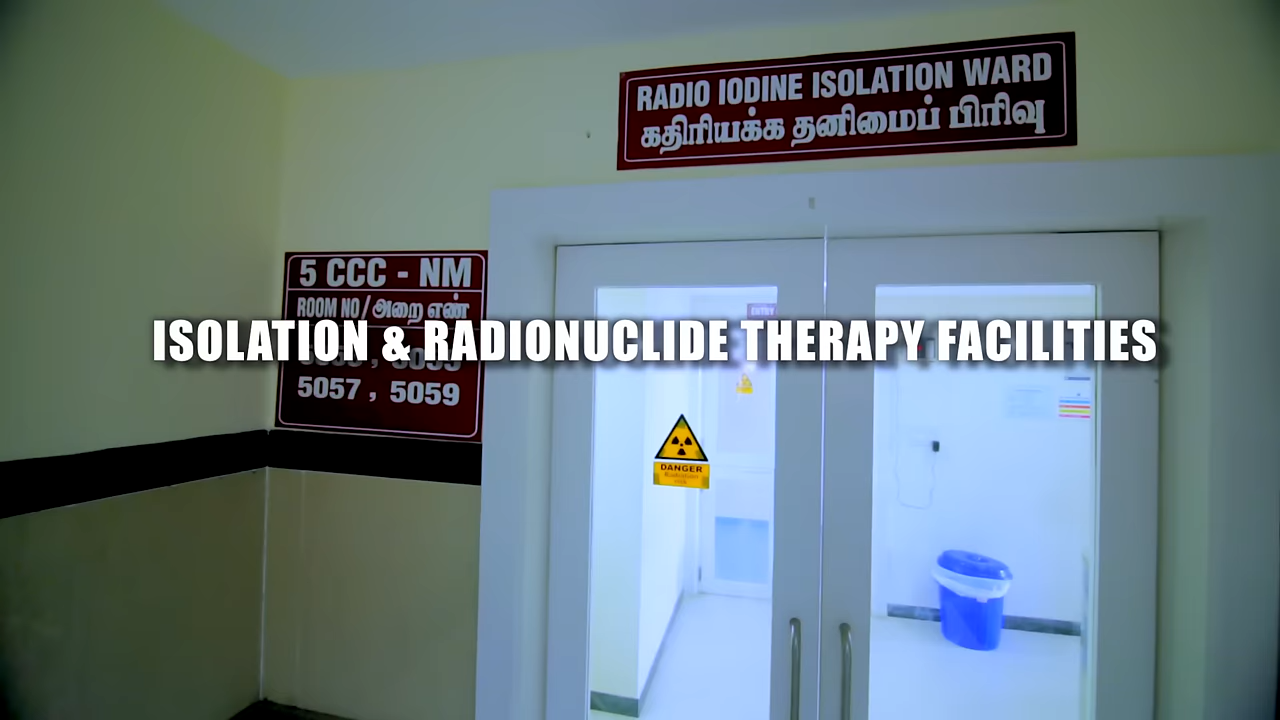 RADIO IODINE ISOLATION WARD
கதிரியக்க தனிமைப் பிரிவு
5 CCC - NM
ROOM NO / அறை எண்
ISOLATION & RADIONUCLIDE THERAPY FACILITIES
5057 , 5059
ENTRY
DANGER